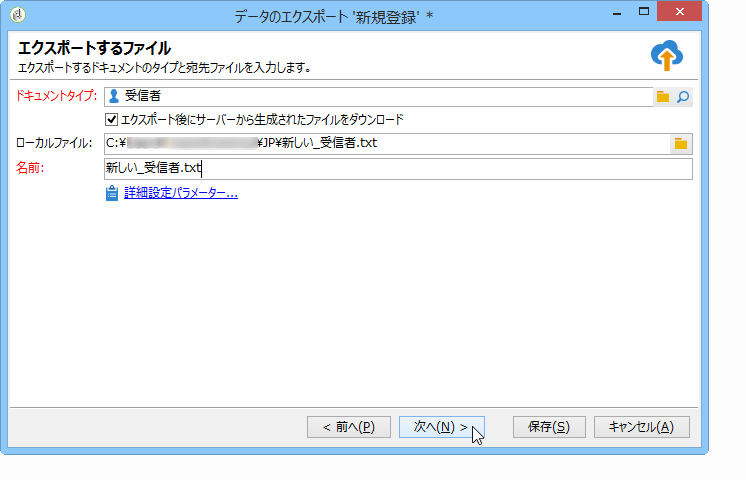 データのエクスポート '新規登録' *
エクスポートするファイル
エクスポートするドキュメントのタイプと宛先ファイルを入力します。
ドキュメントタイプ: 受信者
エクスポート後にサーバーから生成されたファイルをダウンロード
ローカルファイル: C:¥ ¥JP¥新しい_受信者.txt
名前: 新しい_受信者.txt
詳細設定パラメーター...
< 前へ(P) 次へ(N) > 保存(S) キャンセル(A)